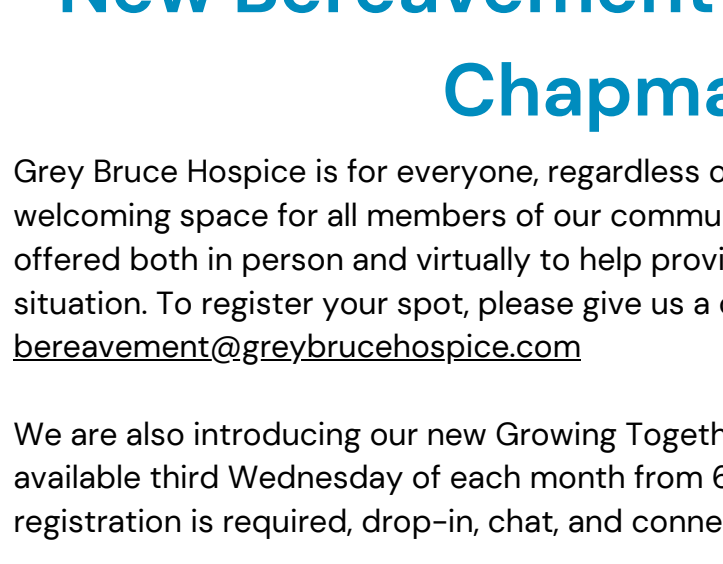 New Bereavement
Chapma
Grey Bruce Hospice is for everyone, regardless
welcoming space for all members of our commu
offered both in person and virtually to help provi
situation. To register your spot, please give us a
bereavement@greybrucehospice.com
We are also introducing our new Growing Togeth
available third Wednesday of each month from 6
registration is required, drop-in, chat, and conne